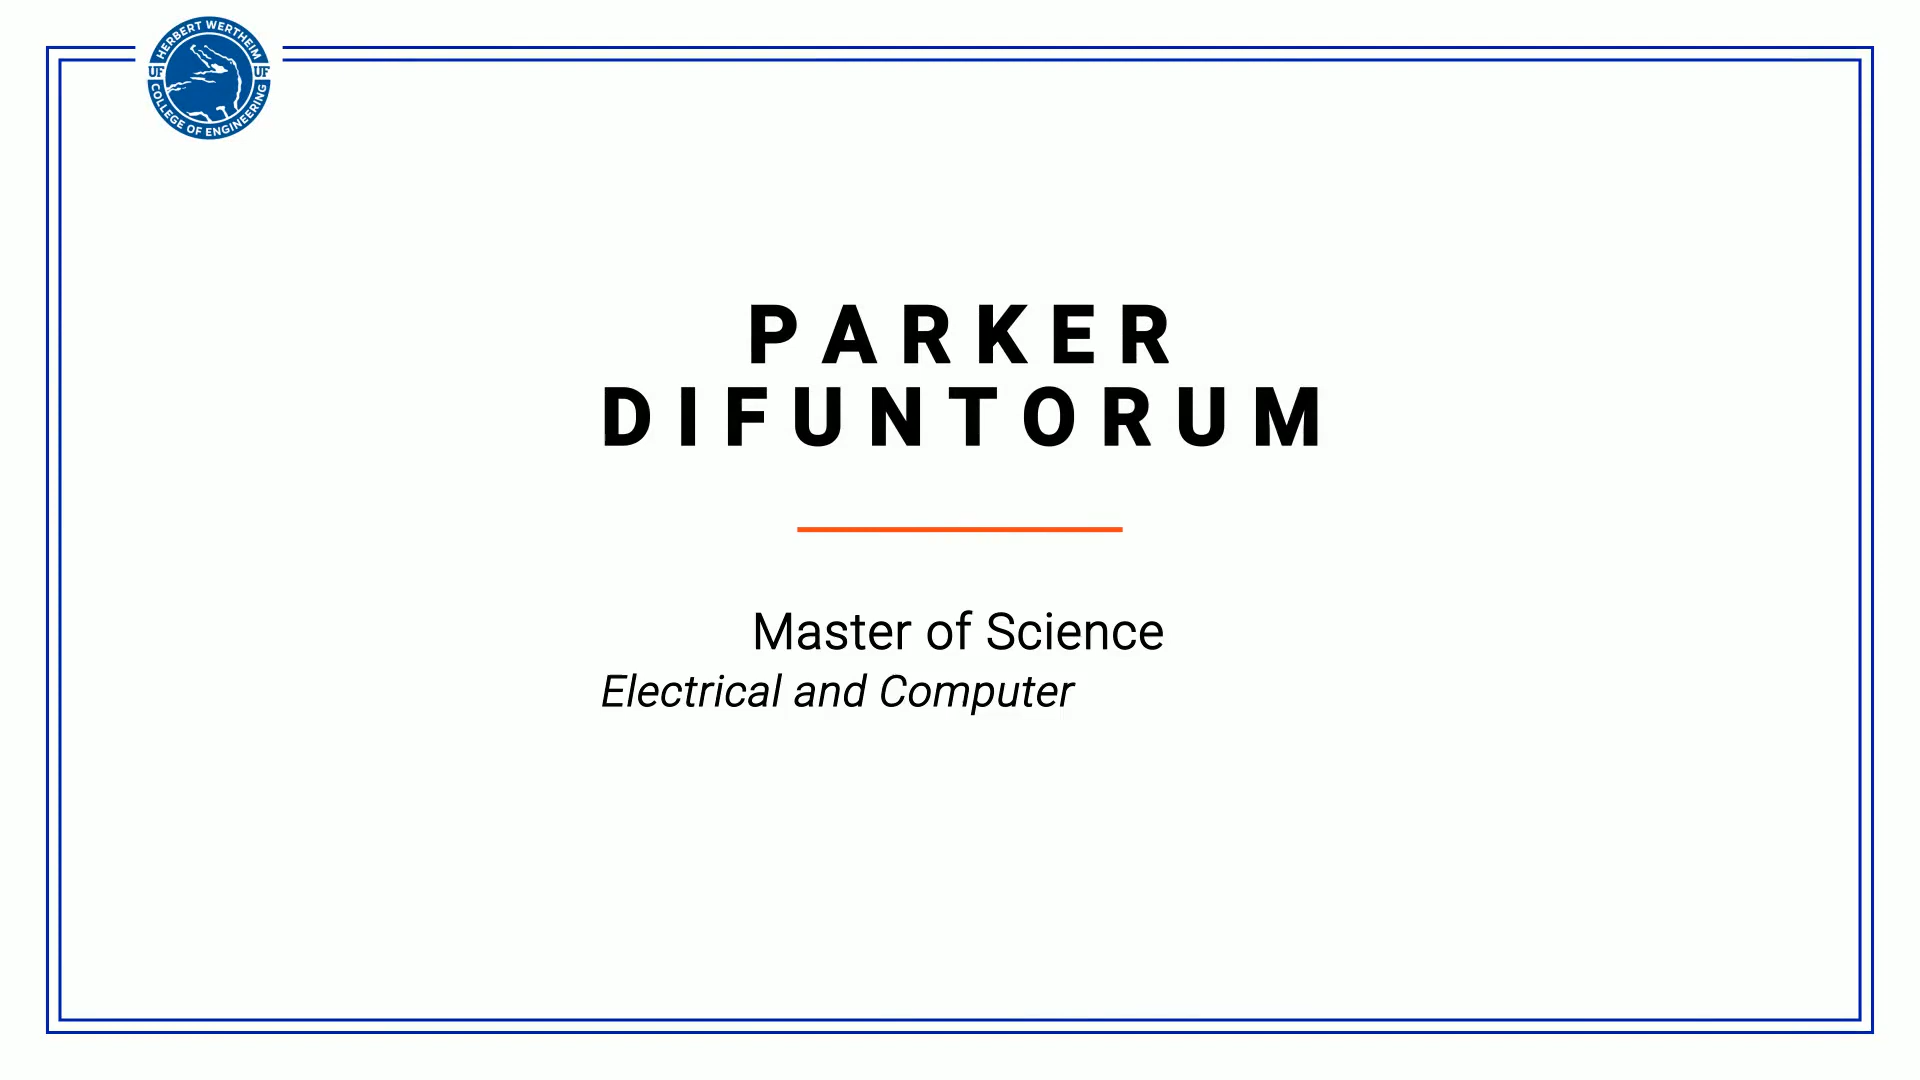 HERBERT WERTHEIM
UF UF
COLLEGE OF ENGINEERING
PARKER
DIFUNTORUM
Master of Science
Electrical and Computer